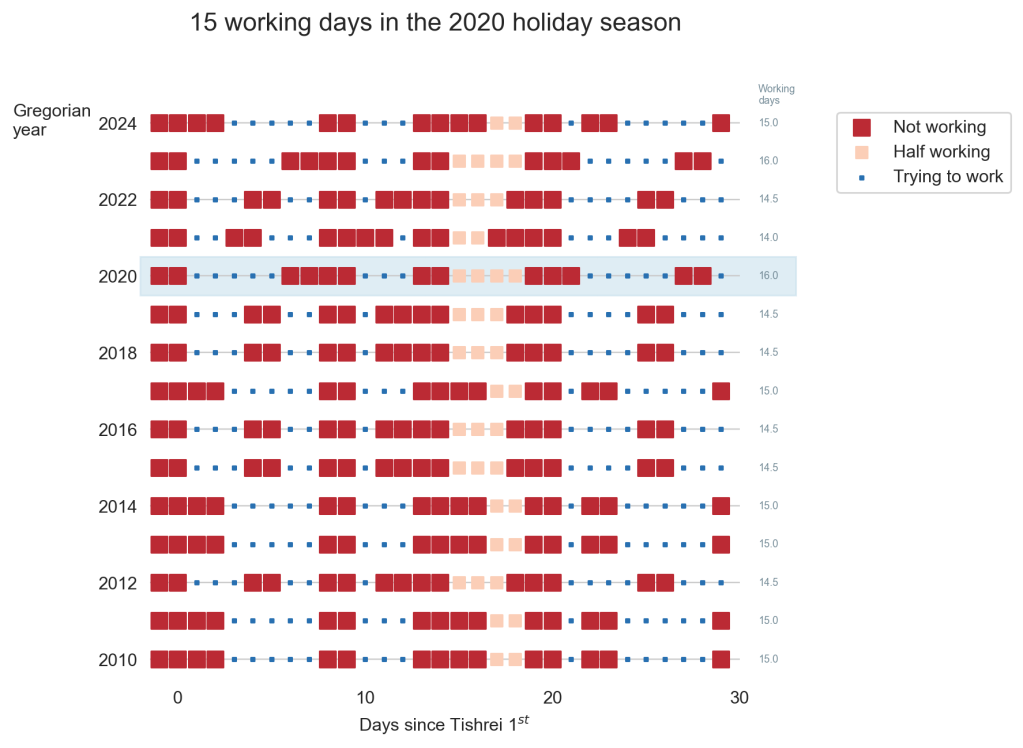 15 working days in the 2020 holiday season
Working
days
Gregorian
year
2024 15.0
16.0
2022 14.5
14.0
2020 16.0
14.5
2018 14.5
15.0
2016 14.5
14.5
2014 15.0
15.0
2012 14.5
15.0
2010 15.0
0 10 20 30
Days since Tishrei 1st
Not working
Half working
Trying to work